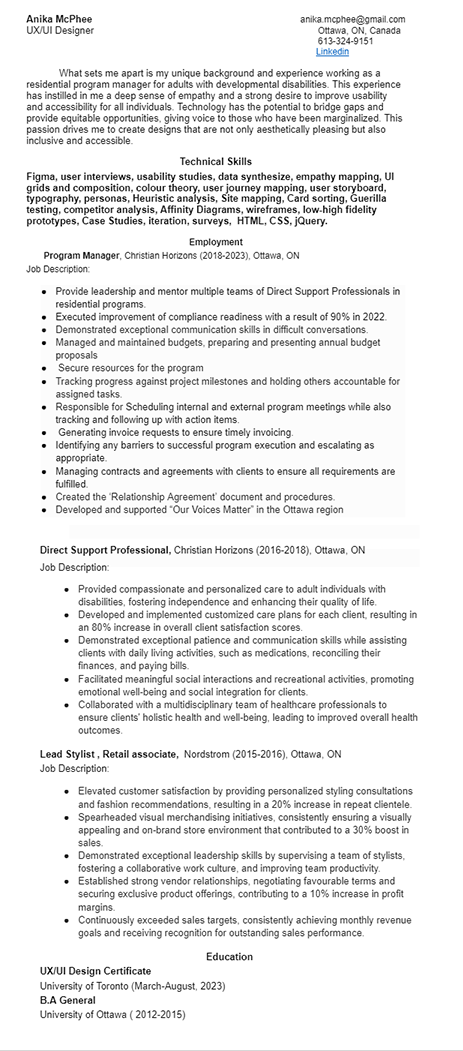 Anika McPhee
anika.mcphee@gmail.com
UX/UI Designer
Ottawa, ON, Canada
613-324-9151
Linkedin
What sets me apart is my unique background and experience working as a
residential program manager for adults with developmental disabilities. This experience
has instilled in me a deep sense of empathy and a strong desire to improve usability
and accessibility for all individuals. Technology has the potential to bridge gaps and
provide equitable opportunities, giving voice to those who have been marginalized. This
passion drives me to create designs that are not only aesthetically pleasing but also
inclusive and accessible.
Technical Skills
Figma, user interviews, usability studies, data synthesize, empathy mapping, UI
grids and composition, colour theory, user journey mapping, user storyboard,
typography, personas, Heuristic analysis, Site mapping, Card sorting, Guerilla
testing, competitor analysis, Affinity Diagrams, wireframes, low-high fidelity
prototypes, Case Studies, iteration, surveys, HTML, CSS, jQuery.
Employment
Program Manager, Christian Horizons (2018-2023), Ottawa, ON
Job Description:
● Provide leadership and mentor multiple teams of Direct Support Professionals in
residential programs.
● Executed improvement of compliance readiness with a result of 90% in 2022.
● Demonstrated exceptional communication skills in difficult conversations.
● Managed and maintained budgets, preparing and presenting annual budget
proposals
● Secure resources for the program
● Tracking progress against project milestones and holding others accountable for
assigned tasks.
● Responsible for Scheduling internal and external program meetings while also
tracking and following up with action items.
● Generating invoice requests to ensure timely invoicing.
● Identifying any barriers to successful program execution and escalating as
appropriate.
● Managing contracts and agreements with clients to ensure all requirements are
fulfilled.
● Created the ‘Relationship Agreement’ document and procedures.
● Developed and supported “Our Voices Matter” in the Ottawa region
Direct Support Professional, Christian Horizons (2016-2018), Ottawa, ON
Job Description:
● Provided compassionate and personalized care to adult individuals with
disabilities, fostering independence and enhancing their quality of life.
● Developed and implemented customized care plans for each client, resulting in
an 80% increase in overall client satisfaction scores.
● Demonstrated exceptional patience and communication skills while assisting
clients with daily living activities, such as medications, reconciling their
finances, and paying bills.
● Facilitated meaningful social interactions and recreational activities, promoting
emotional well-being and social integration for clients.
● Collaborated with a multidisciplinary team of healthcare professionals to
ensure clients’ holistic health and well-being, leading to improved overall health
outcomes.
Lead Stylist , Retail associate, Nordstrom (2015-2016), Ottawa, ON
Job Description:
● Elevated customer satisfaction by providing personalized styling consultations
and fashion recommendations, resulting in a 20% increase in repeat clientele.
● Spearheaded visual merchandising initiatives, consistently ensuring a visually
appealing and on-brand store environment that contributed to a 30% boost in
sales.
● Demonstrated exceptional leadership skills by supervising a team of stylists,
fostering a collaborative work culture, and improving team productivity.
● Established strong vendor relationships, negotiating favourable terms and
securing exclusive product offerings, contributing to a 10% increase in profit
margins.
● Continuously exceeded sales targets, consistently achieving monthly revenue
goals and receiving recognition for outstanding sales performance.
Education
UX/UI Design Certificate
University of Toronto (March-August, 2023)
B.A General
University of Ottawa ( 2012-2015)